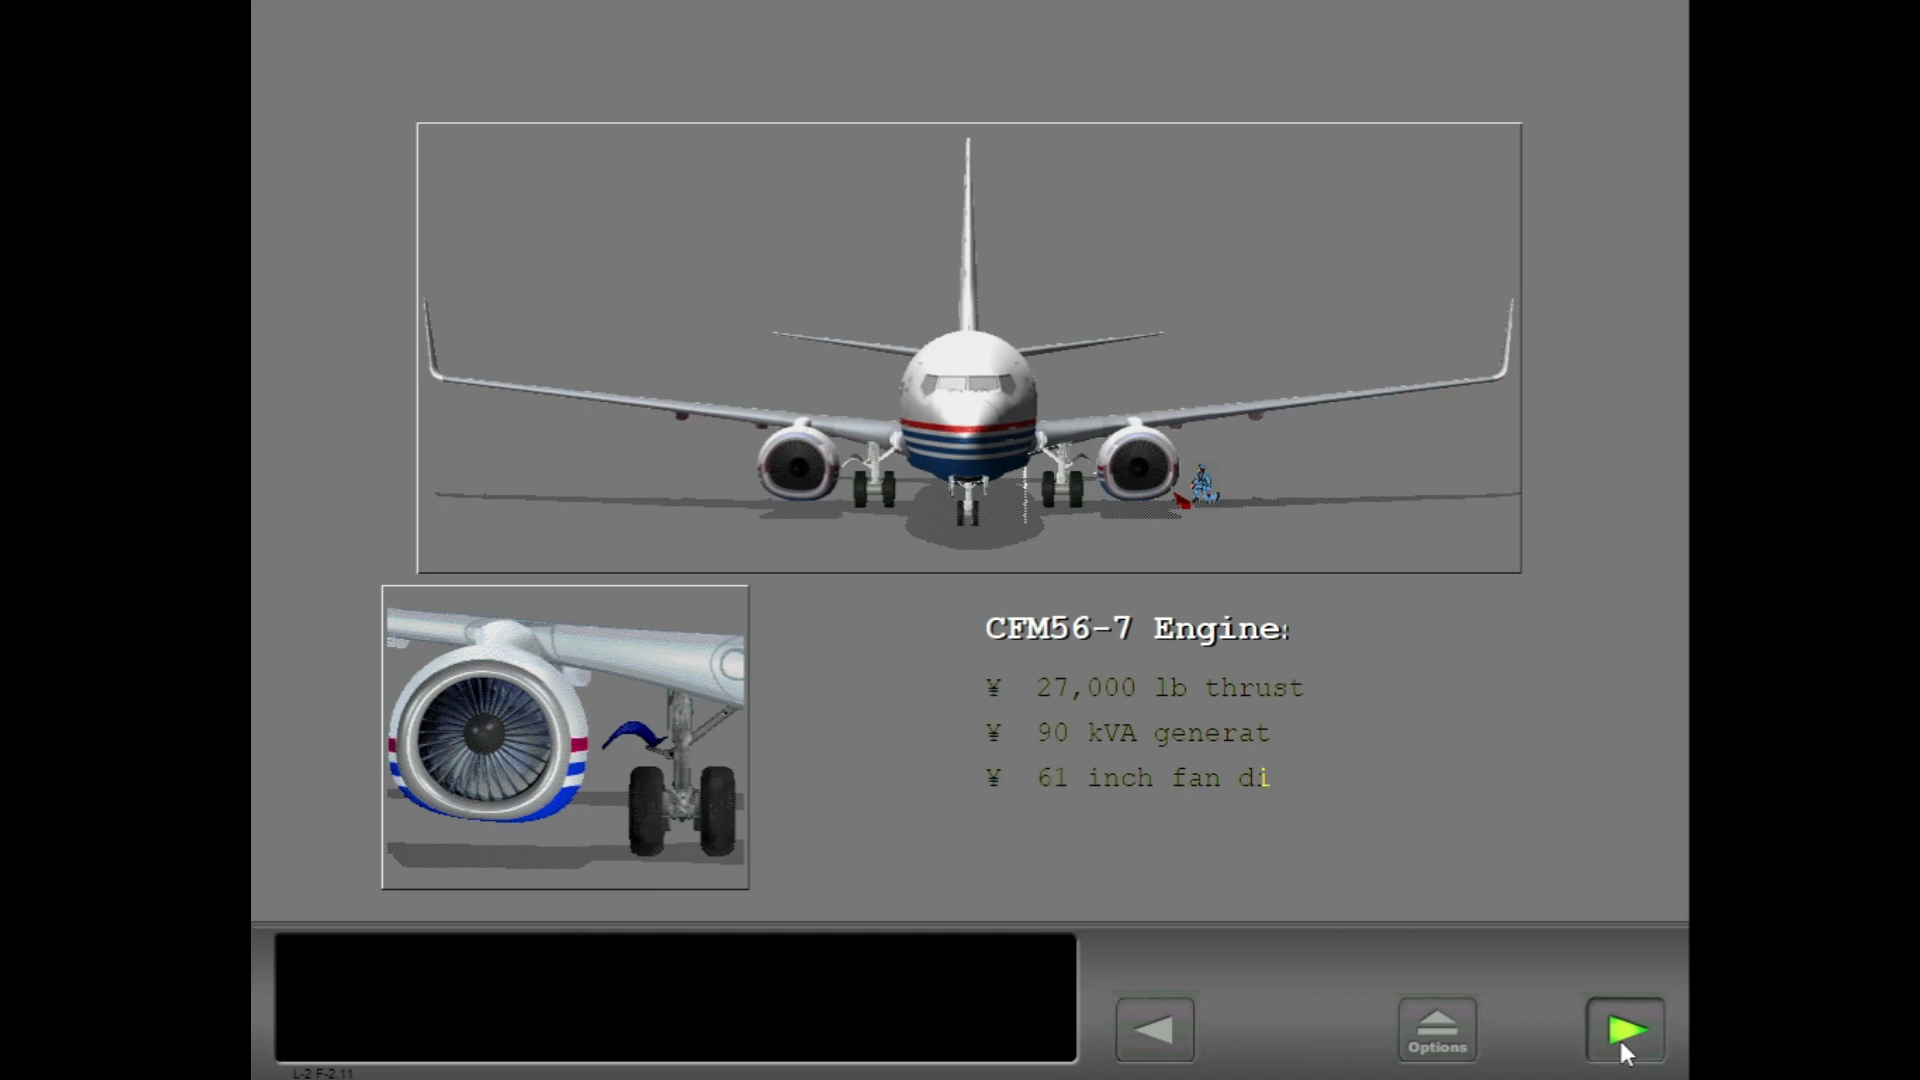 CFM56-7 Engine:
¥ 27,000 lb thrust
¥ 90 kVA generat
¥ 61 inch fan di
Options
L-2 F-2.11